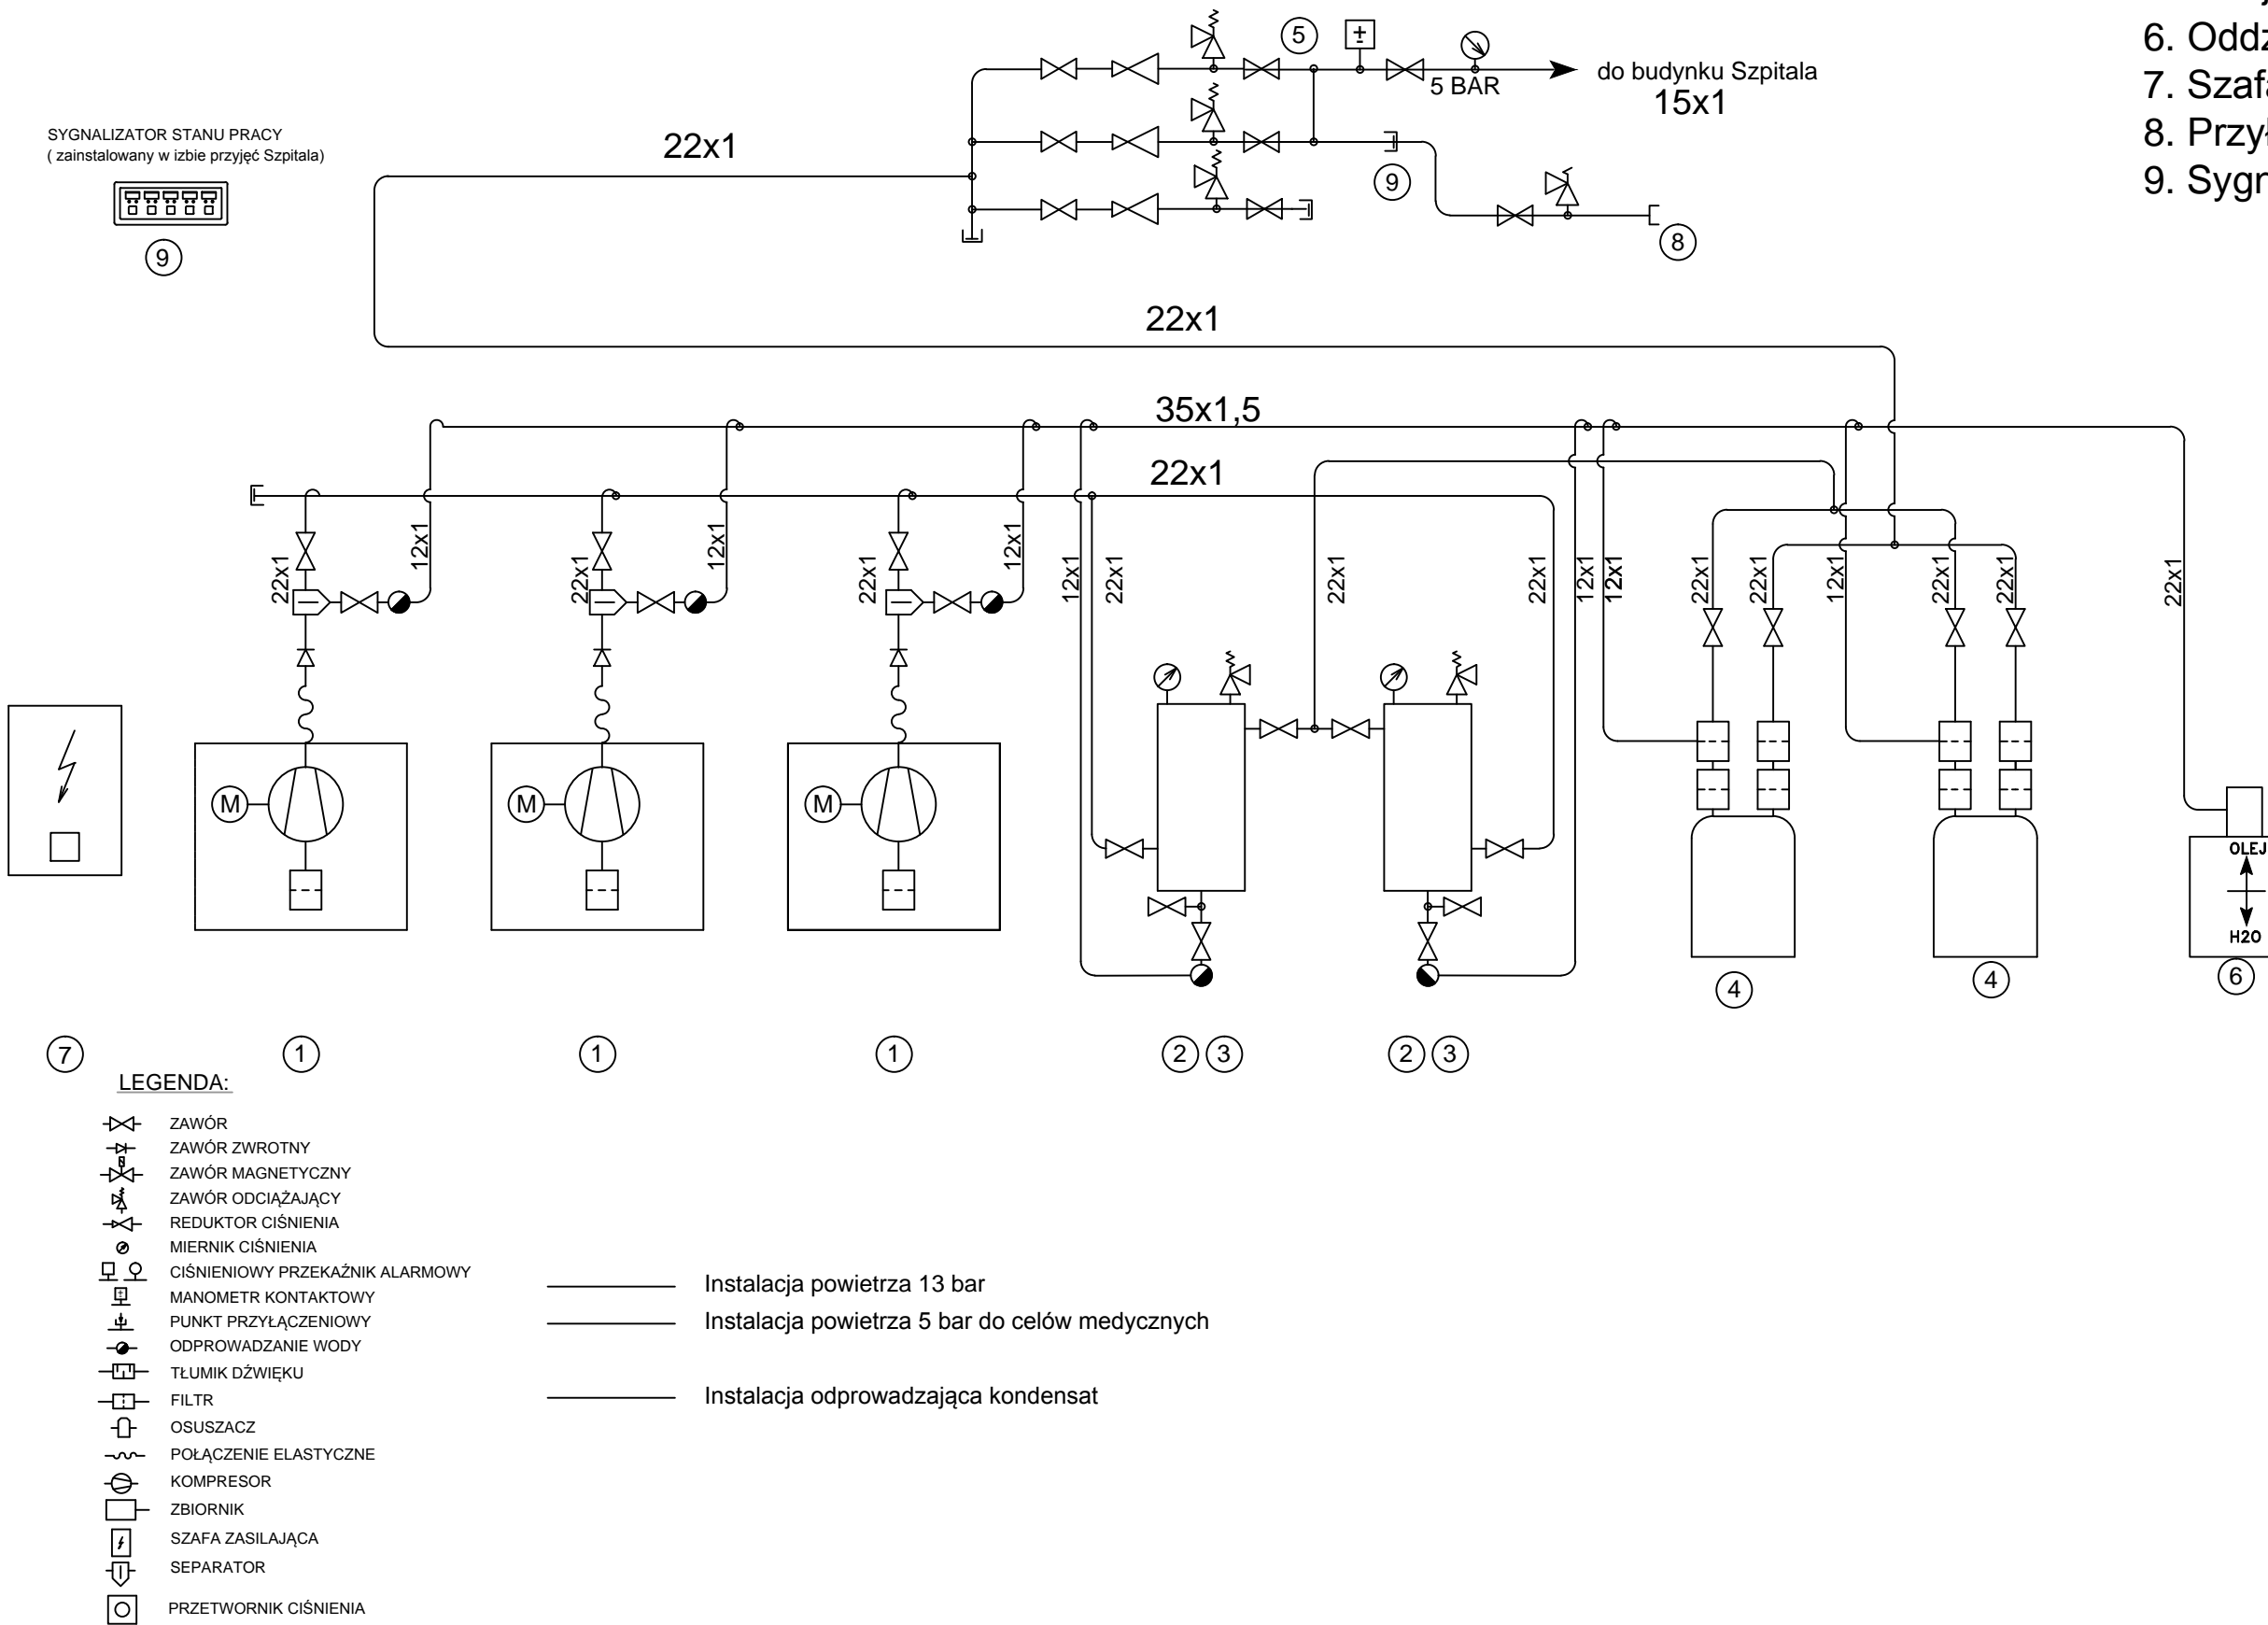 6. Odd
7. Szaf
8. Przy
9. Sygn
5
±
do budynku Szpitala
15x1
5 BAR
SYGNALIZATOR STANU PRACY
( zainstalowany w izbie przyjęć Szpitala)
9
22x1
9
8
22x1
35x1,5
22x1
22x1
12x1
22x1
12x1
22x1
12x1
12x1
22x1
22x1
22x1
12x1
12x1
22x1
22x1
12x1
22x1
22x1
22x1
M
M
M
OLEJ
H2O
4
4
6
7
1
1
1
2
3
2
3
LEGENDA:
ZAWÓR
ZAWÓR ZWROTNY
ZAWÓR MAGNETYCZNY
ZAWÓR ODCIĄŻAJĄCY
REDUKTOR CIŚNIENIA
MIERNIK CIŚNIENIA
CIŚNIENIOWY PRZEKAŹNIK ALARMOWY
MANOMETR KONTAKTOWY
PUNKT PRZYŁĄCZENIOWY
ODPROWADZANIE WODY
TŁUMIK DŹWIĘKU
FILTR
OSUSZACZ
POŁĄCZENIE ELASTYCZNE
KOMPRESOR
ZBIORNIK
SZAFA ZASILAJĄCA
SEPARATOR
PRZETWORNIK CIŚNIENIA
Instalacja powietrza 13 bar
Instalacja powietrza 5 bar do celów medycznych
Instalacja odprowadzająca kondensat